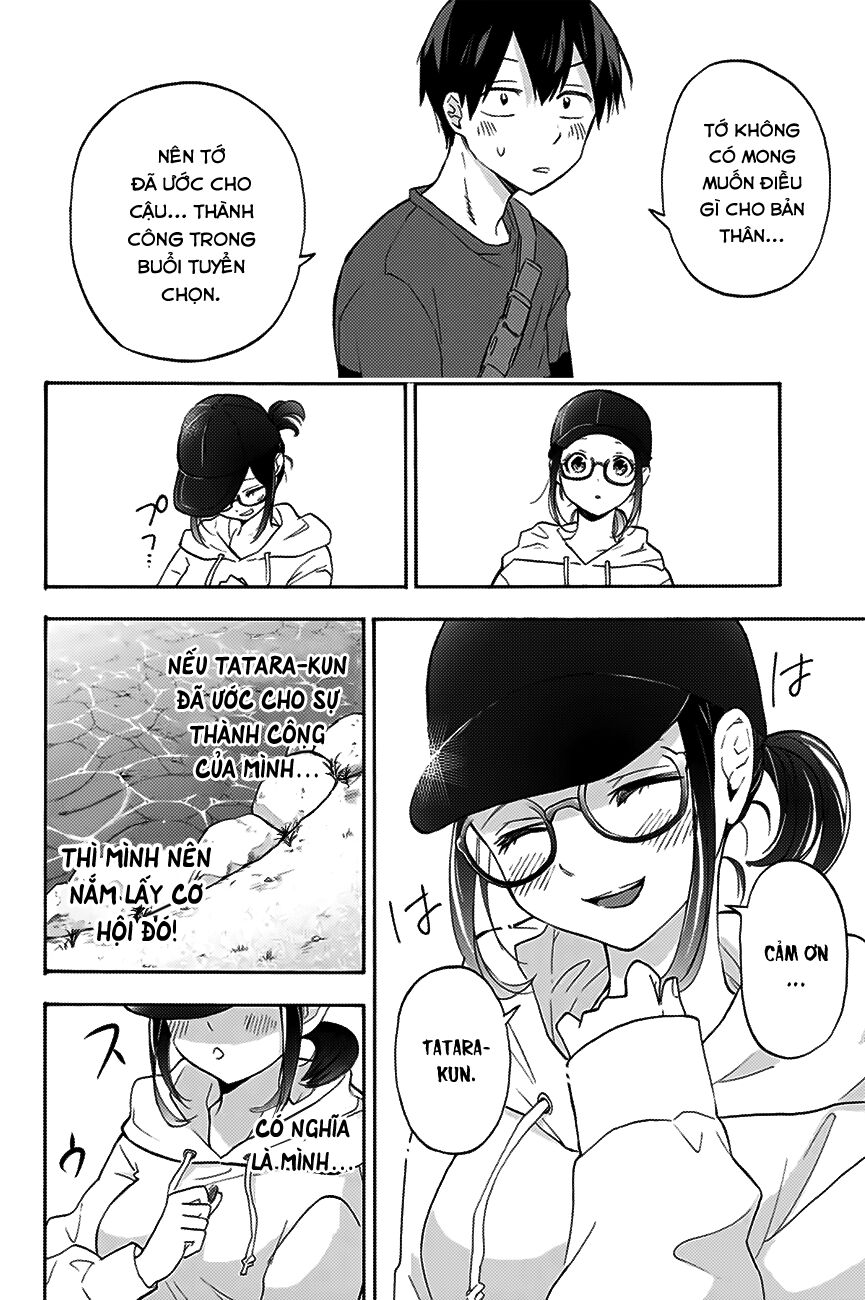 TỚ KHÔNG
CÓ MONG
MUỐN ĐIỀU
GÌ CHO BẢN
THÂN...
NÊN TỚ
ĐÃ ƯỚC CHO
CẬU... THÀNH
CÔNG TRONG
BUỔI TUYỂN
CHỌN.
プ
?
は
は
CẢM ƠN
...
TATARA-
KUN.
NẾU TATARA-KUN
ĐÃ ƯỚC CHO SỰ
THÀNH CÔNG
CỦA MÌNH...
THÌ MÌNH NÊN
NẮM LẤY CƠ
HỘI ĐÓ!
ス
ウ
CÓ NGHĨA
LÀ MÌNH...